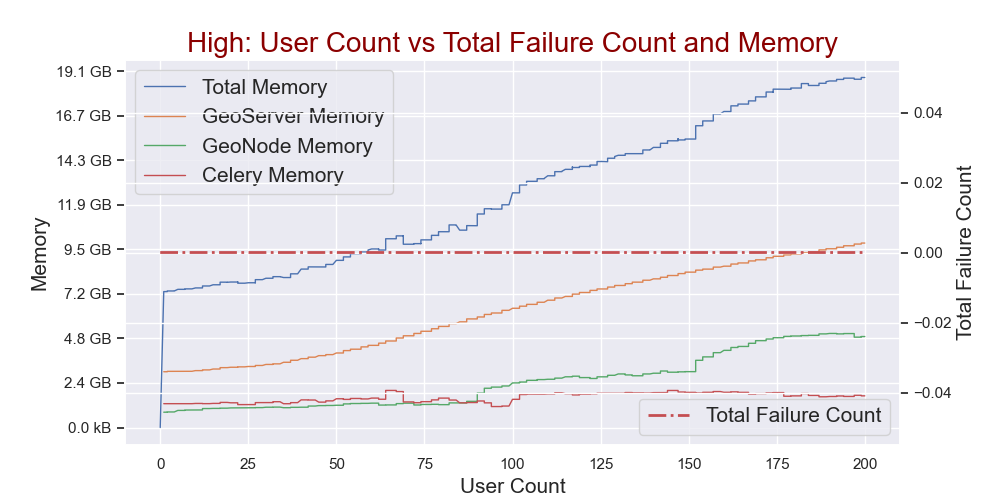 High: User Count vs Total Failure Count and Memory
Total Memory
GeoServer Memory
GeoNode Memory
Celery Memory
19.1 GB
16.7 GB
14.3 GB
11.9 GB
9.5 GB
7.2 GB
4.8 GB
2.4 GB
0.0 kB
Memory
0.04
0.02
0.00
−0.02
−0.04
Total Failure Count
Total Failure Count
0 25 50 75 100 125 150 175 200
User Count